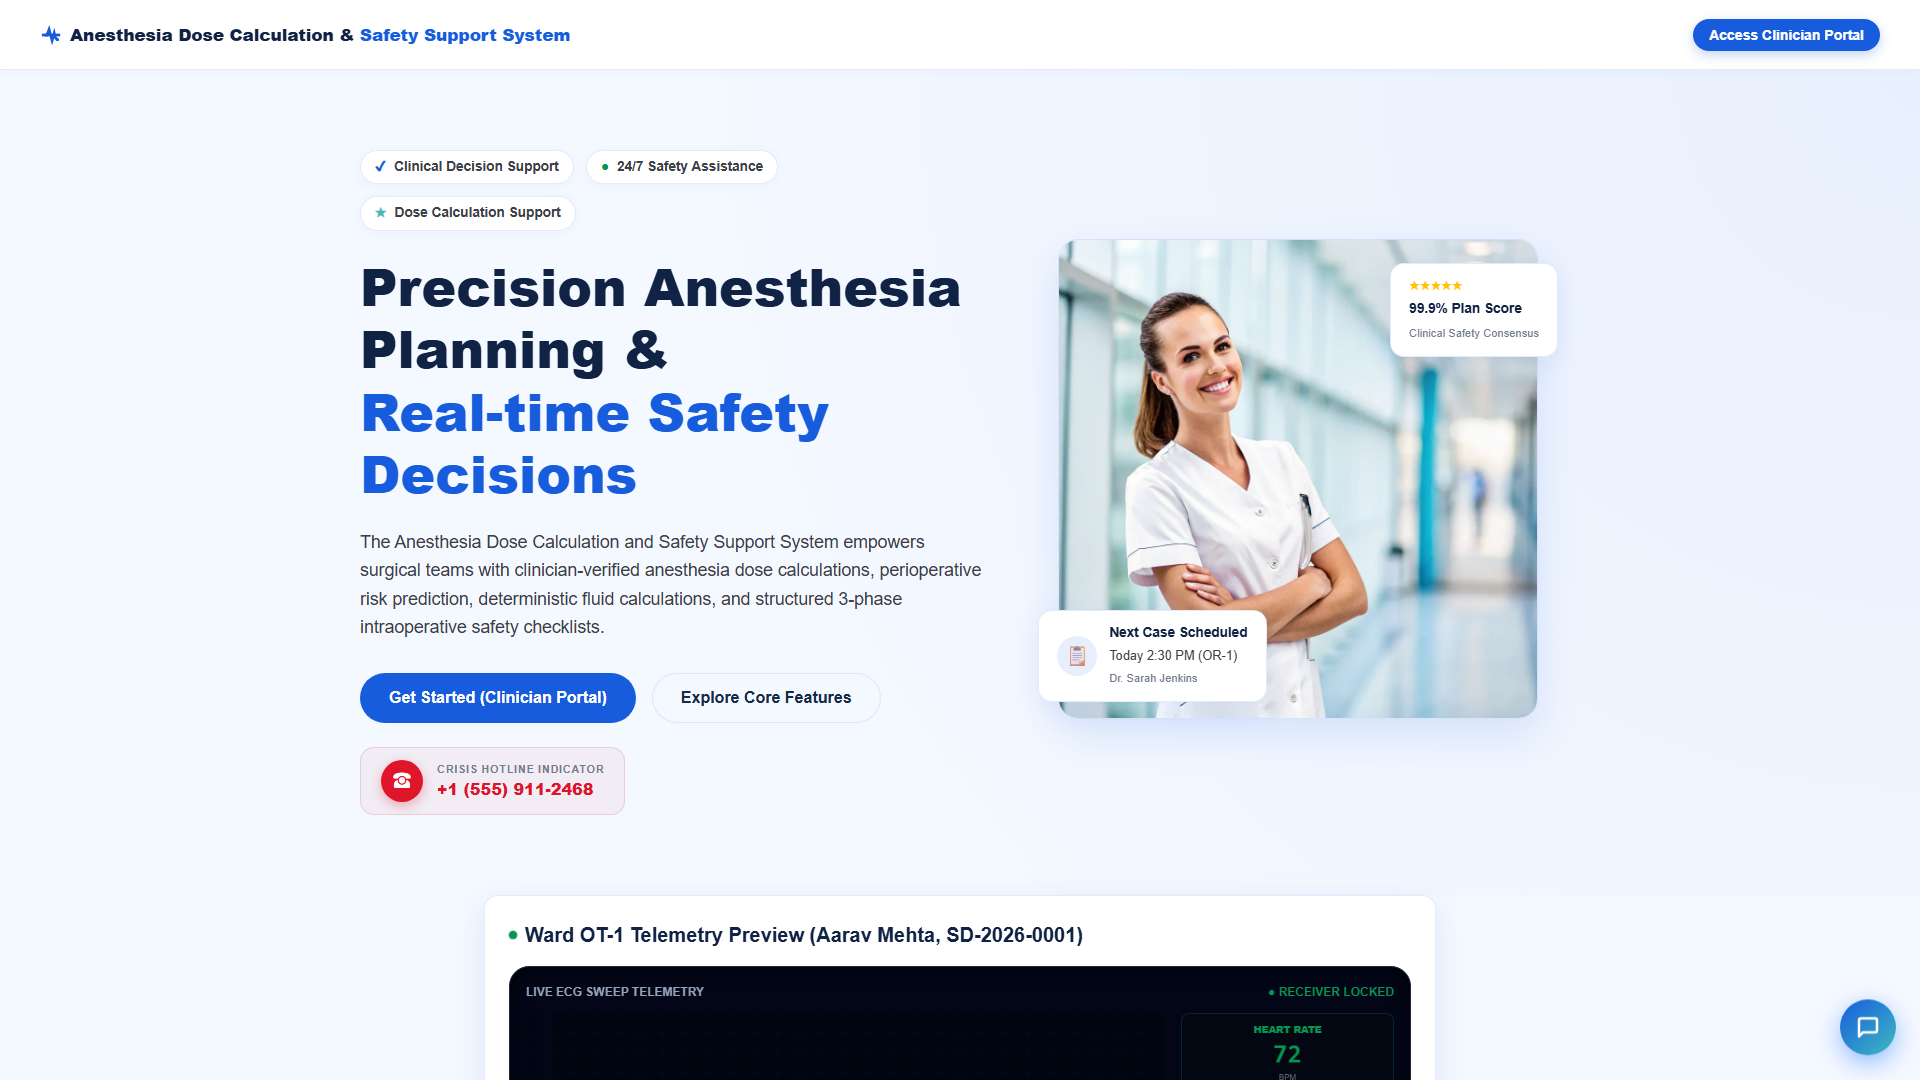 Anesthesia Dose Calculation & Safety Support System
Access Clinician Portal
Clinical Decision Support
24/7 Safety Assistance
Dose Calculation Support
Precision Anesthesia
Planning &
Real-time Safety
Decisions
The Anesthesia Dose Calculation and Safety Support System empowers
surgical teams with clinician-verified anesthesia dose calculations, perioperative
risk prediction, deterministic fluid calculations, and structured 3-phase
intraoperative safety checklists.
Get Started (Clinician Portal)
Explore Core Features
CRISIS HOTLINE INDICATOR
+1 (555) 911-2468
99.9% Plan Score
Clinical Safety Consensus
Next Case Scheduled
Today 2:30 PM (OR-1)
Dr. Sarah Jenkins
Ward OT-1 Telemetry Preview (Aarav Mehta, SD-2026-0001)
LIVE ECG SWEEP TELEMETRY
RECEIVER LOCKED
HEART RATE
72
BPM